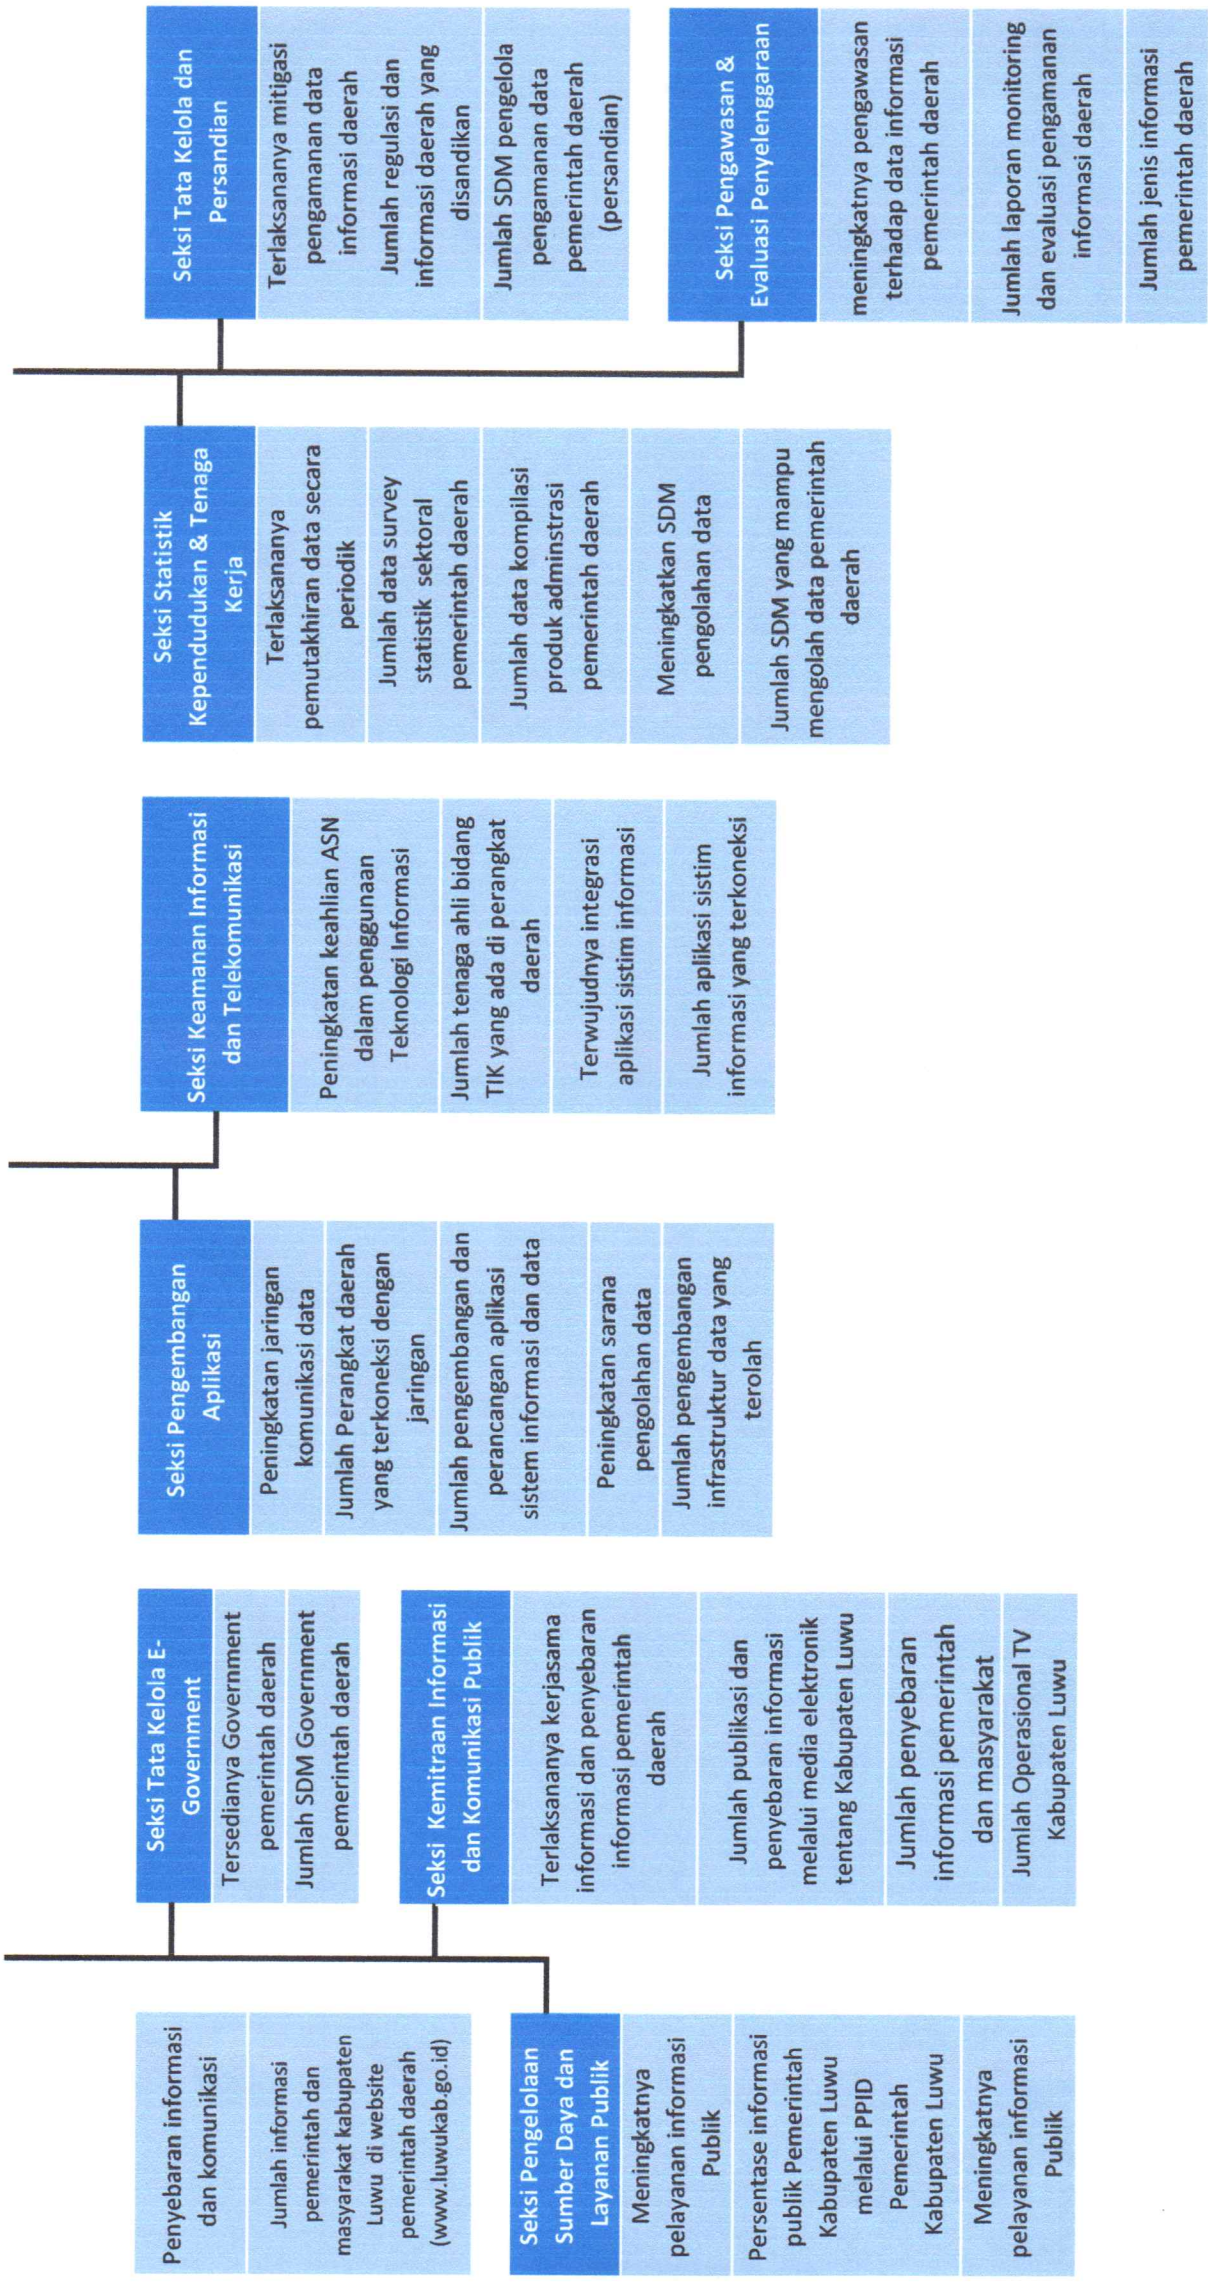 Penyebaran informasi
dan komunikasi
Jumlah informasi
pemerintah dan
masyarakat kabupaten
Luwu di website
pemerintah daerah
(www.luwukab.go.id)
Seksi Pengelolaan
Sumber Daya dan
Layanan Publik
Meningkatnya
pelayanan informasi
Publik
Persentase informasi
publik Pemerintah
Kabupaten Luwu
melalui PPID
Pemerintah
Kabupaten Luwu
Meningkatnya
pelayanan informasi
Publik
Seksi Tata Kelola E-
Government
Tersedianya Government
pemerintah daerah
Jumlah SDM Government
pemerintah daerah
Seksi Kemitraan Informasi
dan Komunikasi Publik
Terlaksananya kerjasama
informasi dan penyebaran
informasi pemerintah
daerah
Jumlah publikasi dan
penyebaran informasi
melalui media elektronik
tentang Kabupaten Luwu
Jumlah penyebaran
informasi pemerintah
dan masyarakat
Jumlah Operasional TV
Kabupaten Luwu
Seksi Pengembangan
Aplikasi
Peningkatan jaringan
komunikasi data
Jumlah Perangkat daerah
yang terkoneksi dengan
jaringan
Jumlah pengembangan dan
perancangan aplikasi
sistem informasi dan data
Peningkatan sarana
pengolahan data
Jumlah pengembangan
infrastruktur data yang
terolah
Seksi Keamanan Informasi
dan Telekomunikasi
Peningkatan keahlian ASN
dalam penggunaan
Teknologi Informasi
Jumlah tenaga ahli bidang
TIK yang ada di perangkat
daerah
Terwujudnya integrasi
aplikasi sistim informasi
Jumlah aplikasi sistim
informasi yang terkoneksi
Seksi Statistik
Kependudukan & Tenaga
Kerja
Terlaksananya
pemutakhiran data secara
periodik
Jumlah data survey
statistik sektoral
pemerintah daerah
Jumlah data kompilasi
produk adminstrasi
pemerintah daerah
Meningkatkan SDM
pengolahan data
Jumlah SDM yang mampu
mengolah data pemerintah
daerah
Seksi Tata Kelola dan
Persandian
Terlaksananya mitigasi
pengamanan data
informasi daerah
Jumlah regulasi dan
informasi daerah yang
disandikan
Jumlah SDM pengelola
pengamanan data
pemerintah daerah
(persandian)
Seksi Pengawasan &
Evaluasi Penyelenggaraan
meningkatnya pengawasan
terhadap data informasi
pemerintah daerah
Jumlah laporan monitoring
dan evaluasi pengamanan
informasi daerah
Jumlah jenis informasi
pemerintah daerah